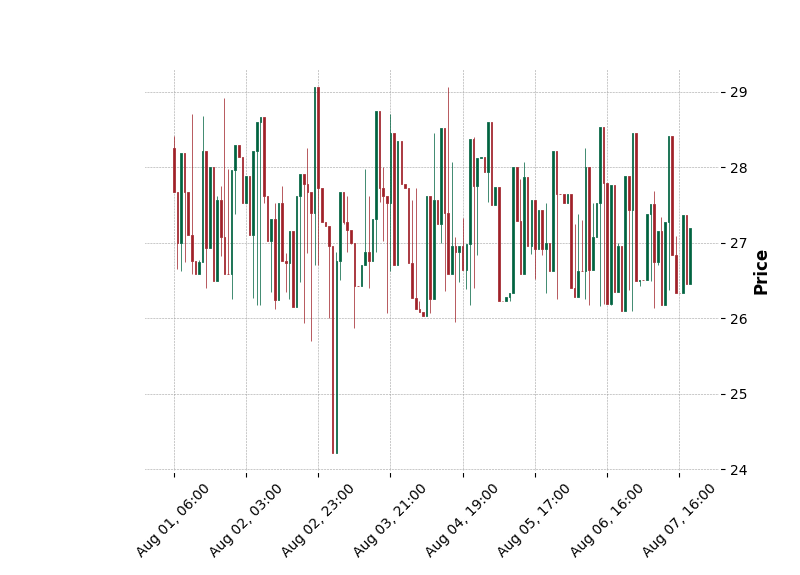 29
28
27
26
25
24
Price
Aug 01, 06:00
Aug 02, 03:00
Aug 02, 23:00
Aug 03, 21:00
Aug 04, 19:00
Aug 05, 17:00
Aug 06, 16:00
Aug 07, 16:00